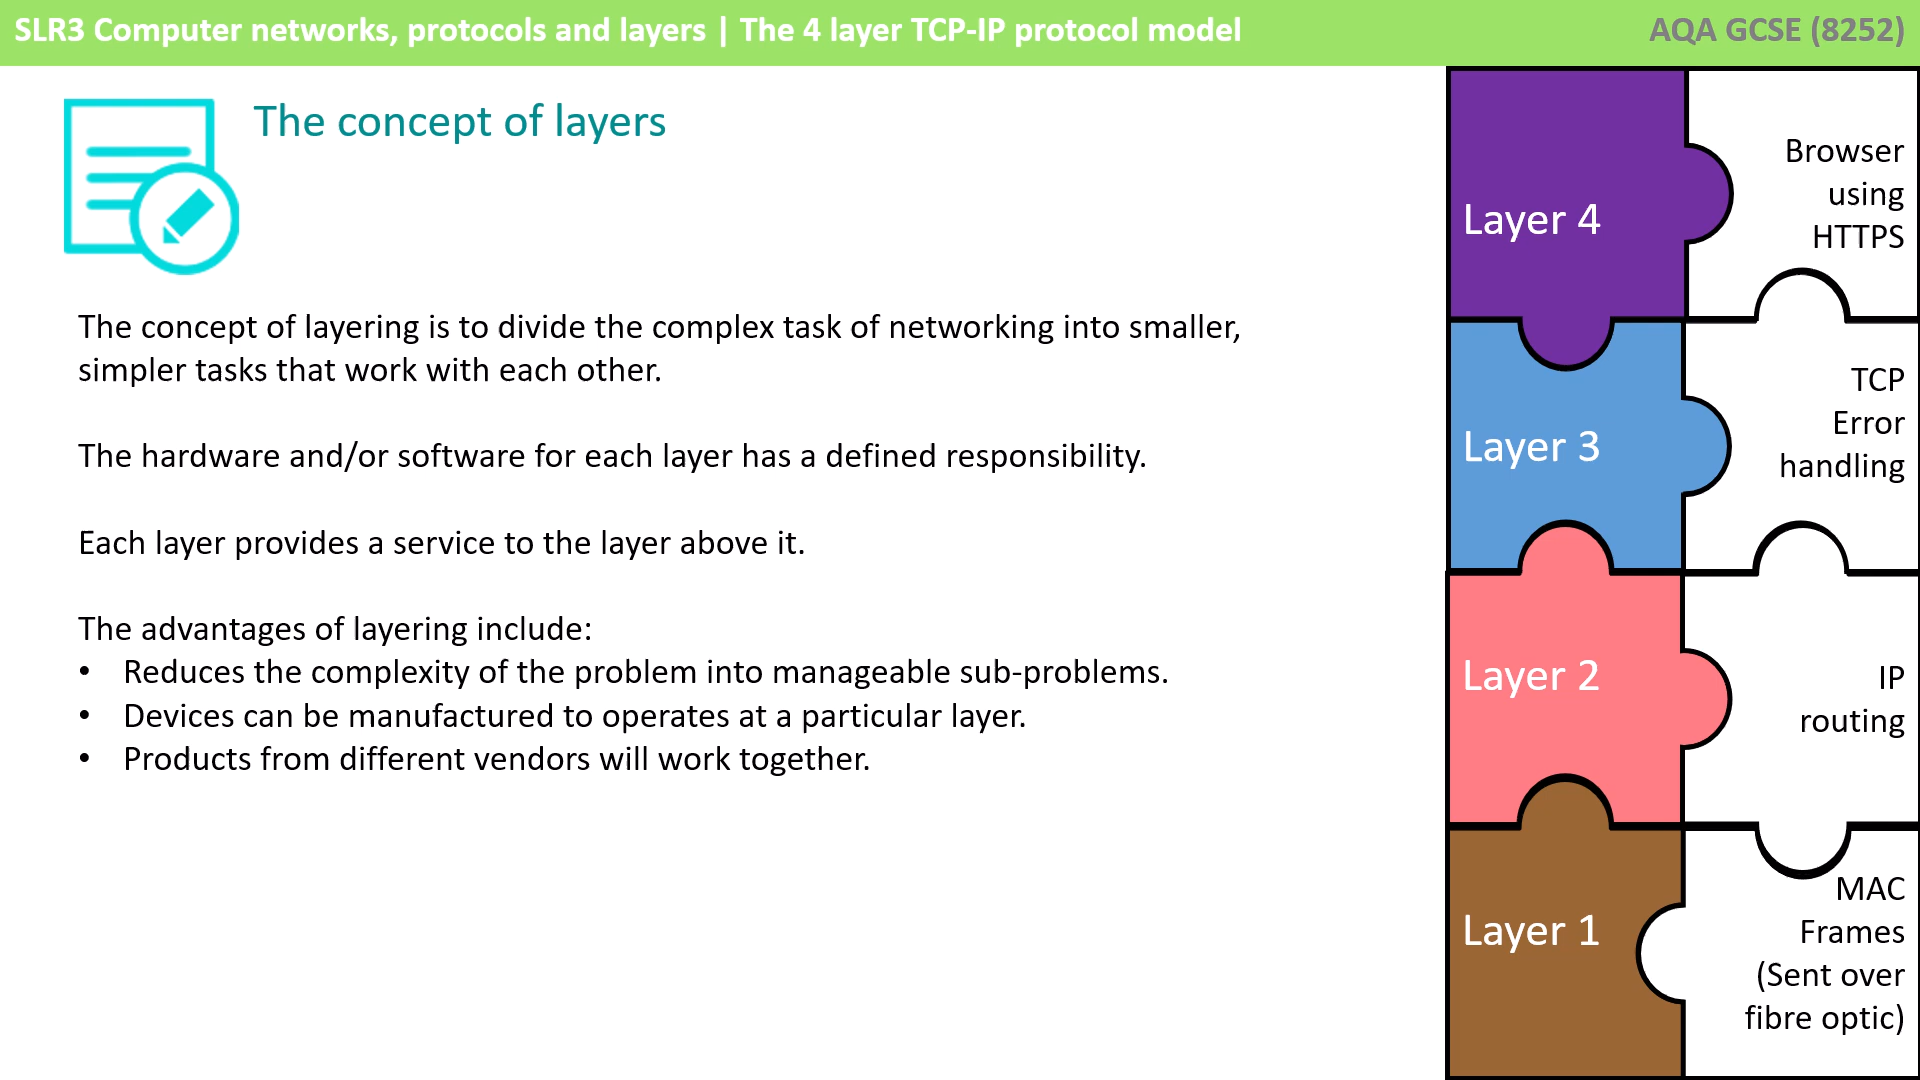 SLR3 Computer networks, protocols and layers | The 4 layer TCP-IP protocol model
AQA GCSE (8252)
The concept of layers
The concept of layering is to divide the complex task of networking into smaller,
simpler tasks that work with each other.
The hardware and/or software for each layer has a defined responsibility.
Each layer provides a service to the layer above it.
The advantages of layering include:
• Reduces the complexity of the problem into manageable sub-problems.
• Devices can be manufactured to operates at a particular layer.
• Products from different vendors will work together.
Layer 4
Browser
using
HTTPS
Layer 3
TCP
Error
handling
Layer 2
IP
routing
Layer 1
MAC
Frames
(Sent over
fibre optic)